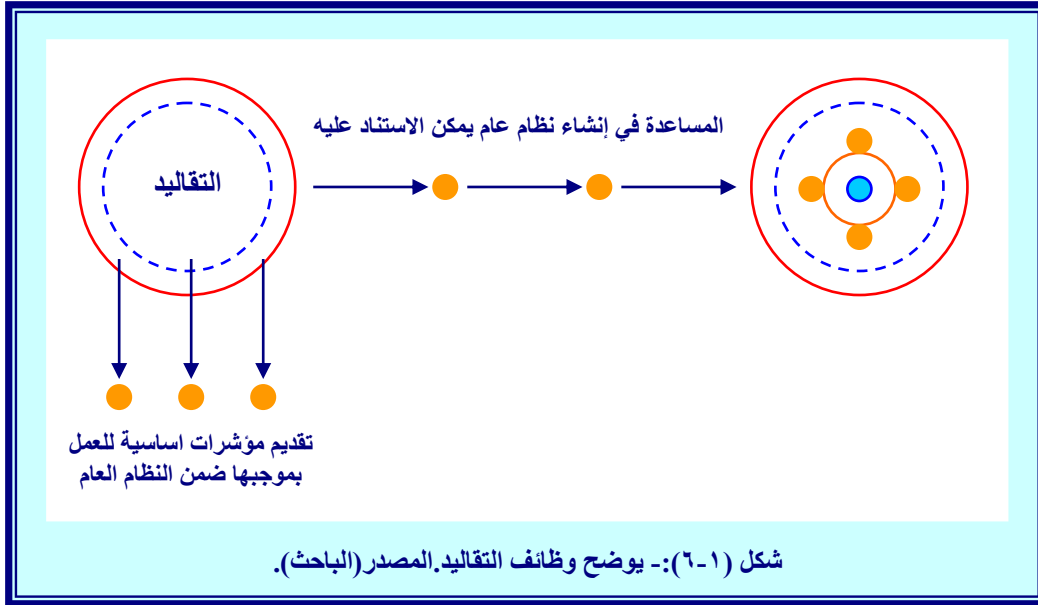 المساعدة في إنشاء نظام عام يمكن الاستناد عليه
التقاليد
تقديم مؤشرات اساسية للعمل
بموجبها ضمن النظام العام
شكل (١-٦):- يوضح وظائف التقاليد.المصدر(الباحث).